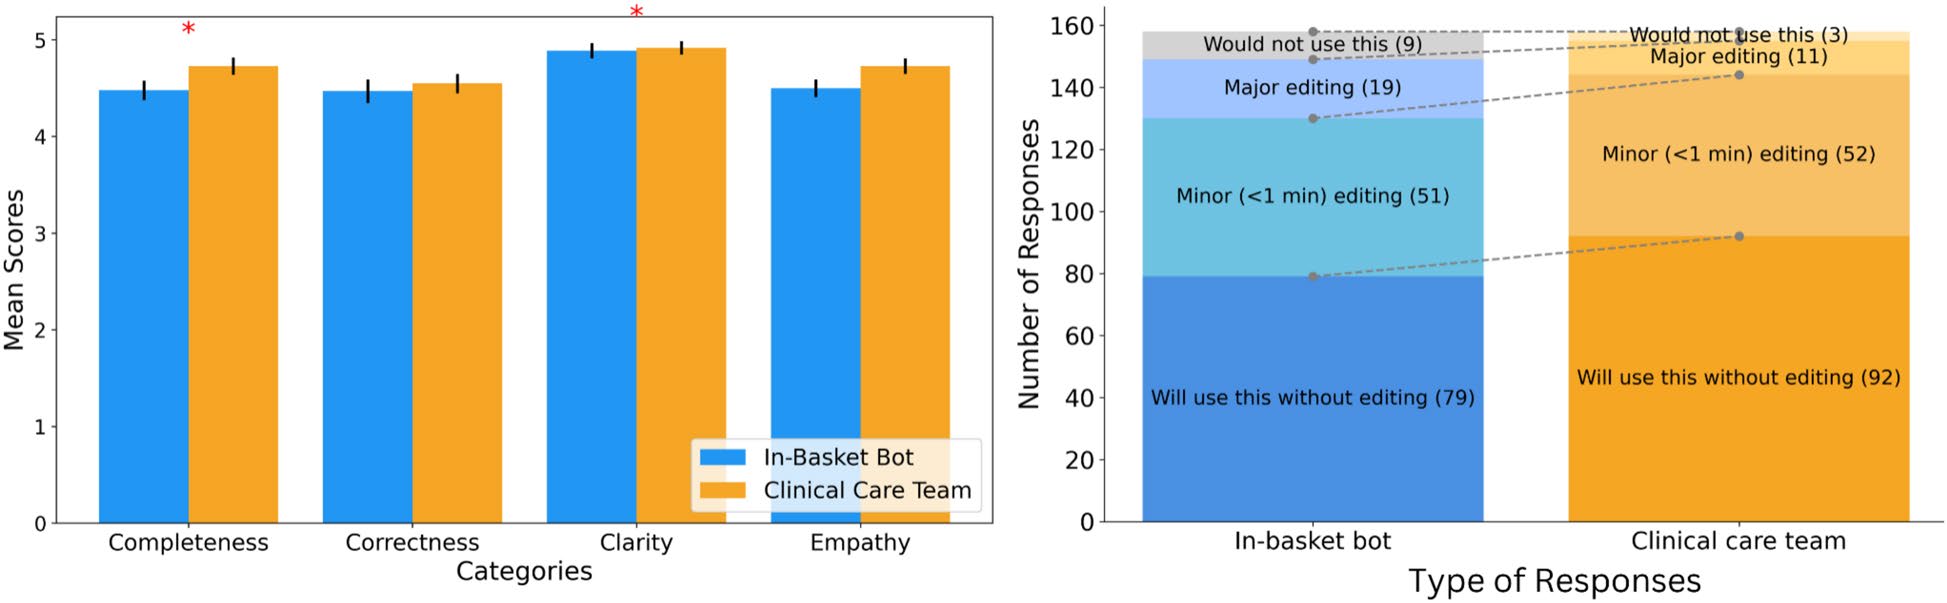 *
*
5
4
3
2
1
0
Mean Scores
In-Basket Bot
Clinical Care Team
Completeness
Correctness
Clarity
Empathy
Categories
160
140
120
100
80
60
40
20
0
Number of Responses
Would not use this (9)
Major editing (19)
Minor (<1 min) editing (51)
Will use this without editing (79)
Would not use this (3)
Major editing (11)
Minor (<1 min) editing (52)
Will use this without editing (92)
In-basket bot
Clinical care team
Type of Responses